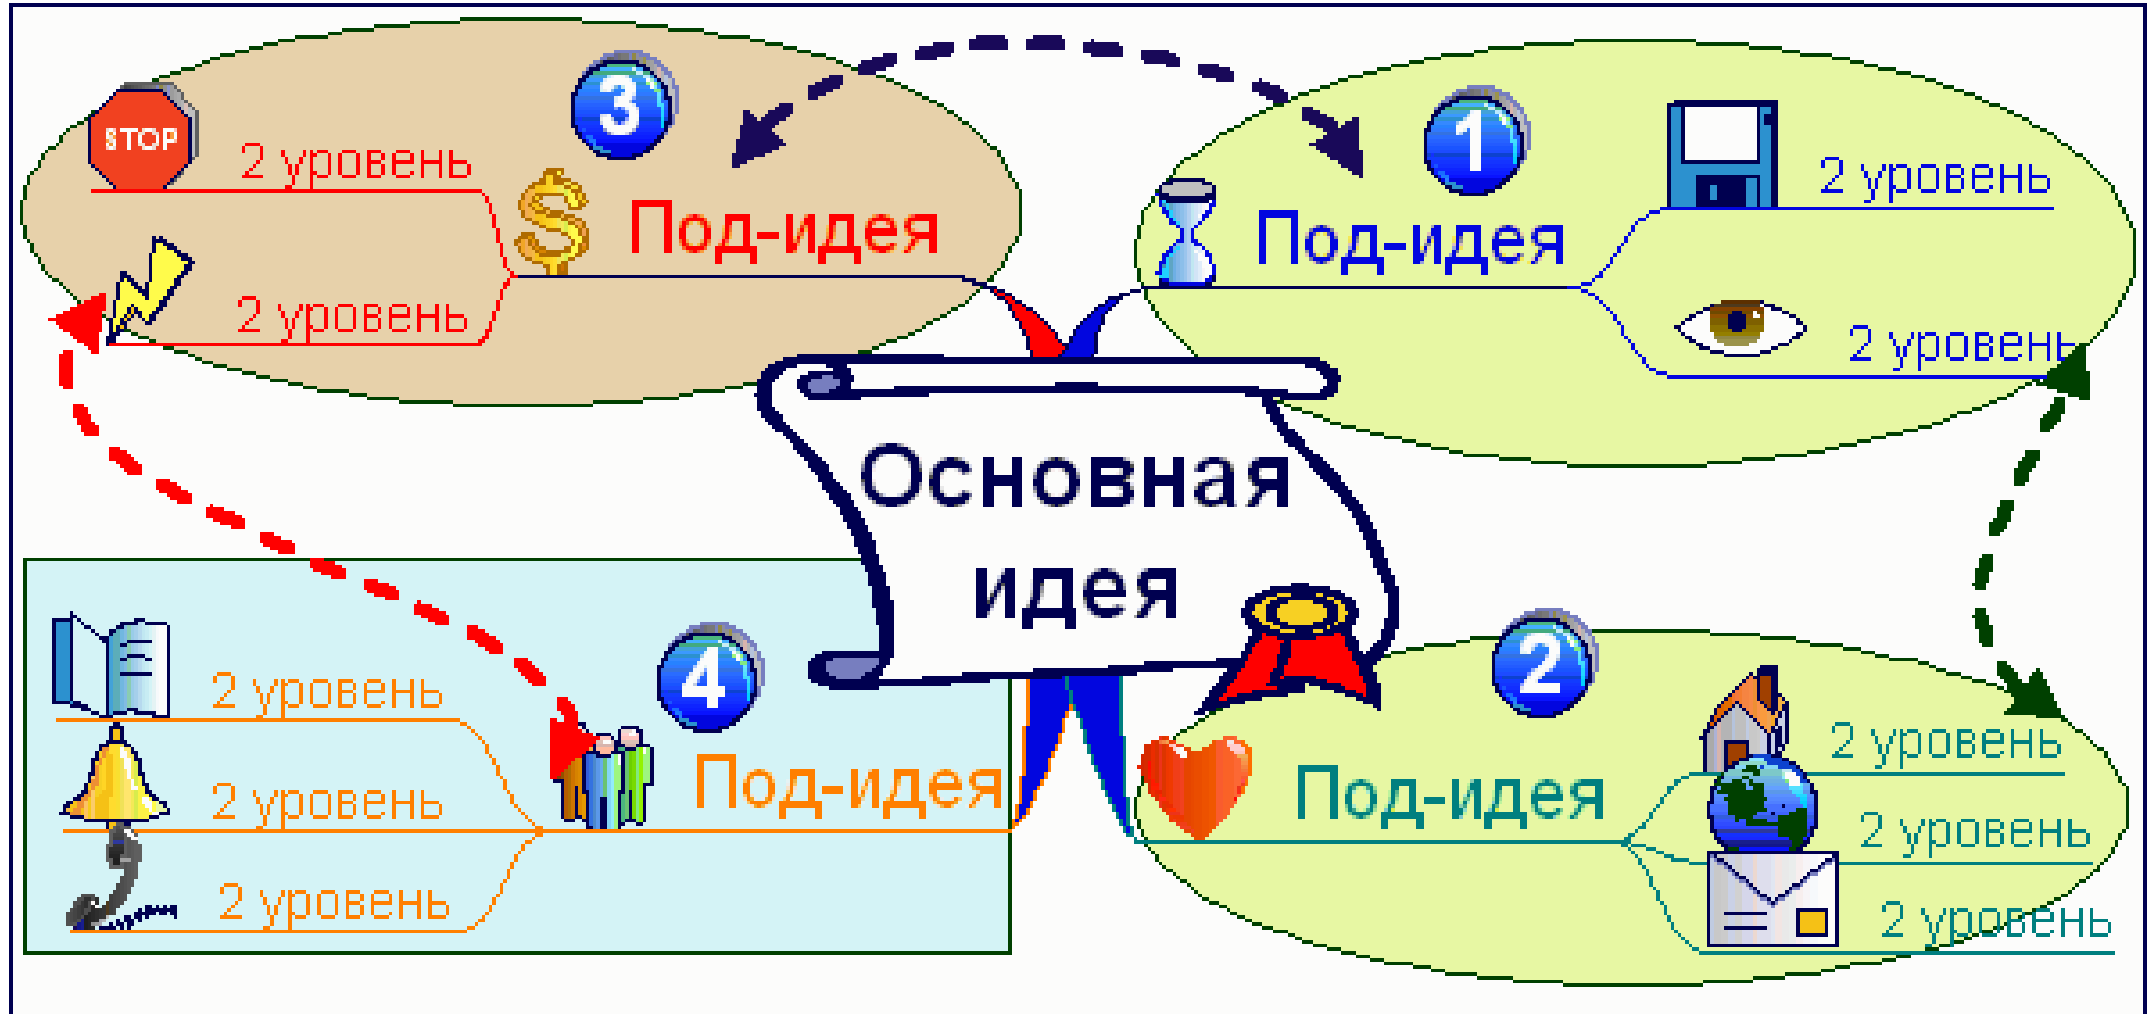 3
STOP
2 уровень
Под-идея
2 уровень
1
2 уровень
Под-идея
2 уровень
Основная
идея
4
2 уровень
Под-идея
2 уровень
2 уровень
2
2 уровень
Под-идея
2 уровень
2 уровень